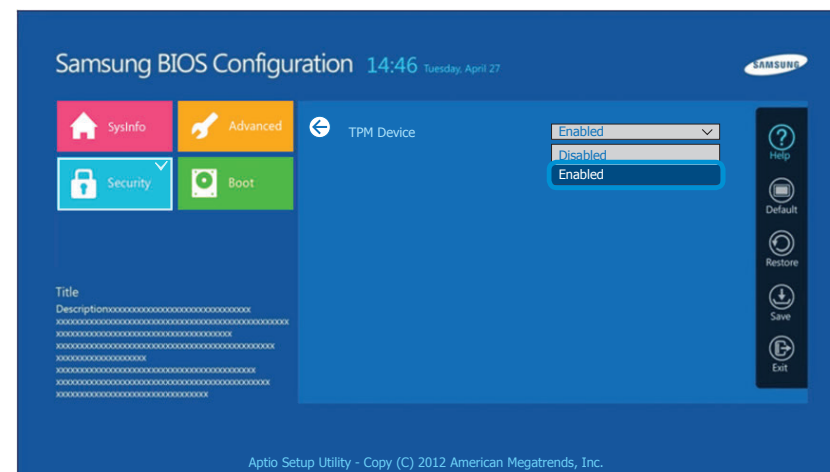 Samsung BIOS Configuration 14:46 Tuesday, April 27
SAMSUNG
SysInfo
Advanced
Security
Boot
TPM Device
Enabled
Disabled
Enabled
Help
Default
Restore
Save
Exit
Title
Aptio Setup Utility - Copy (C) 2012 American Megatrends, Inc.